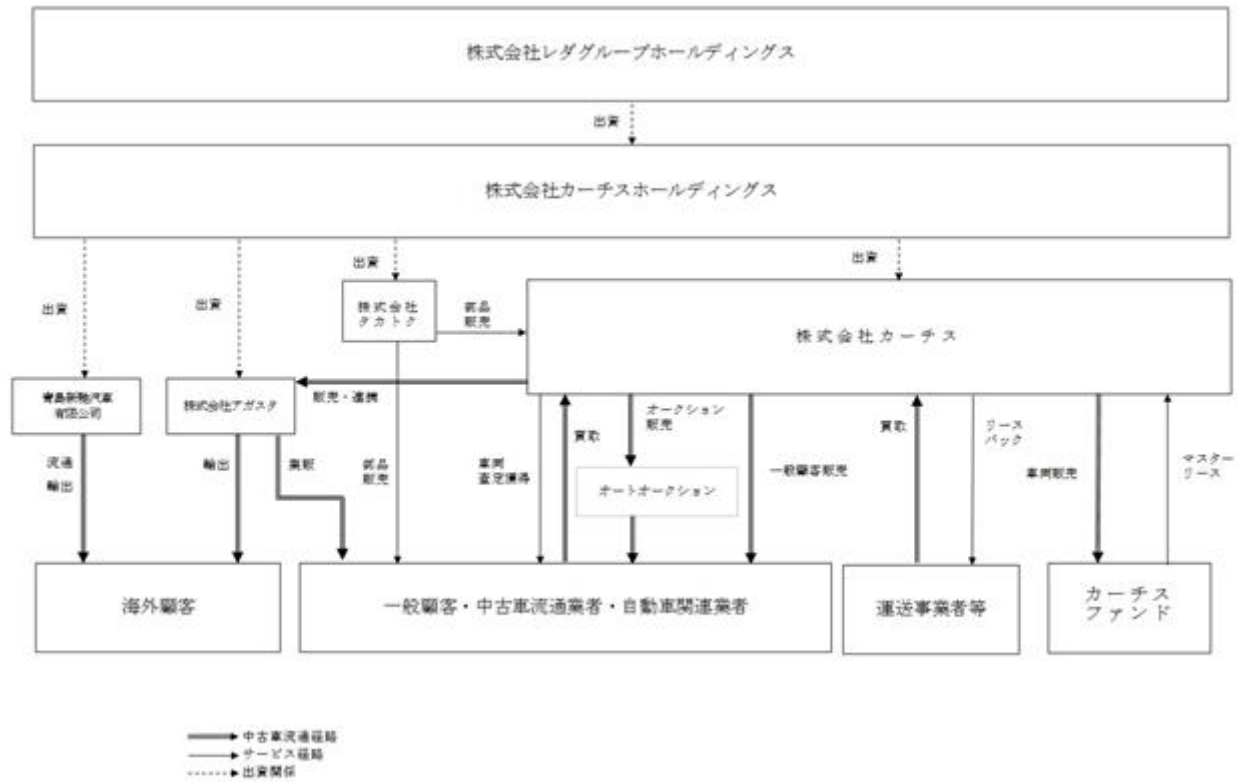 株式会社レダグループホールディングス
出資
株式会社カーチスホールディングス
出資
出資
出資
出資
株式会社
タカトク
部品
販売
株式会社カーチス
青島新馳汽車
有限公司
株式会社アガスタ
販売・連携
流通
輸出
輸出
業販
部品
販売
車両
査定獲得
買取
オークション
販売
オートオークション
一般顧客販売
買取
リース
バック
車両販売
マスター
リース
海外顧客
一般顧客・中古車流通業者・自動車関連業者
運送事業者等
カーチス
ファンド
中古車流通経路
サービス経路
出資関係